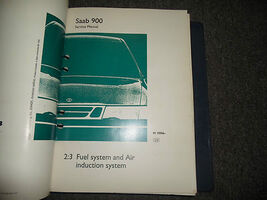 Saab 900
Service Manual
2:3 Fuel system and Air
induction system